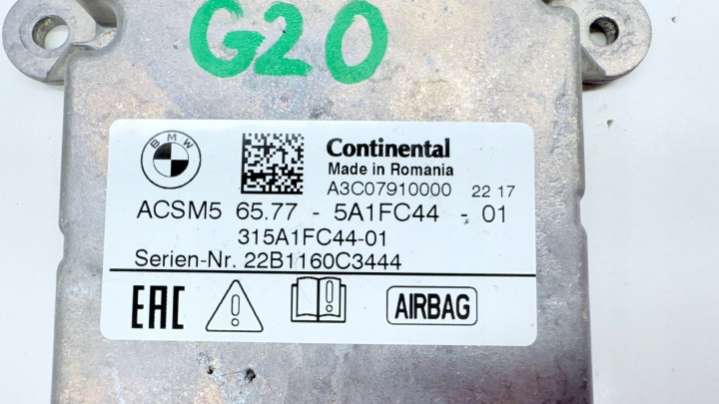 G20
BMW
Continental
Made in Romania
A3C07910000 22 17
ACSM5 65.77 - 5A1FC44 - 01
315A1FC44-01
Serien-Nr. 22B1160C3444
EAC AIRBAG